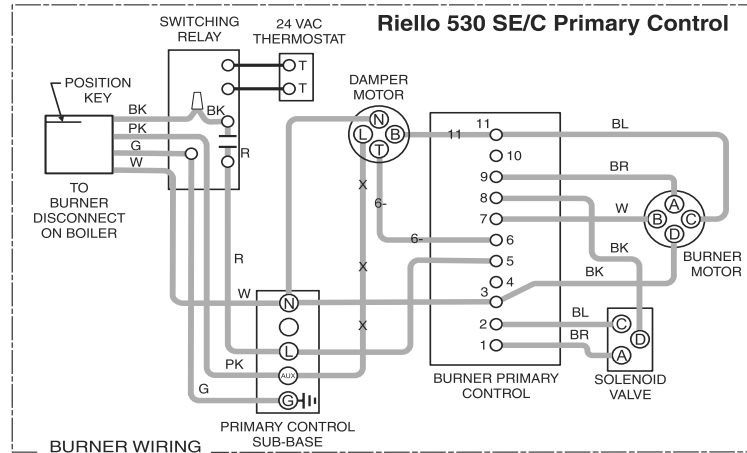 Riello 530 SE/C Primary Control
SWITCHING
RELAY
24 VAC
THERMOSTAT
T
T
POSITION
KEY
BK
PK
G
W
BK
R
TO
BURNER
DISCONNECT
ON BOILER
DAMPER
MOTOR
N
L
B
T
X
6-
X
X
R
W
PK
G
N
L
AUX
G
PRIMARY CONTROL
SUB-BASE
11
11
10
9
8
7
6-
6
5
4
3
2
1
BURNER PRIMARY
CONTROL
BL
BR
W
BK
BK
A
B
C
D
BURNER
MOTOR
BL
BR
C
D
A
SOLENOID
VALVE
BURNER WIRING